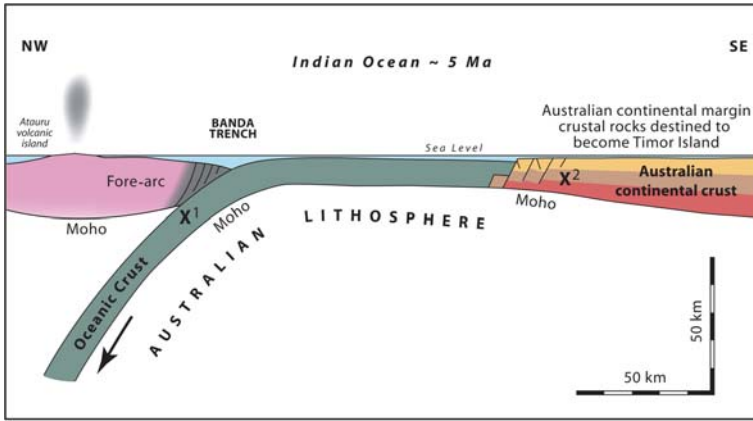 NW
SE
Indian Ocean ~ 5 Ma
Atauru
volcanic
island
BANDA
TRENCH
Sea Level
Australian continental margin
crustal rocks destined to
become Timor Island
Fore-arc
X1
Moho
Moho
Oceanic Crust
AUSTRALIAN
LITHOSPHERE
X2
Moho
Australian
continental crust
50 km
50 km